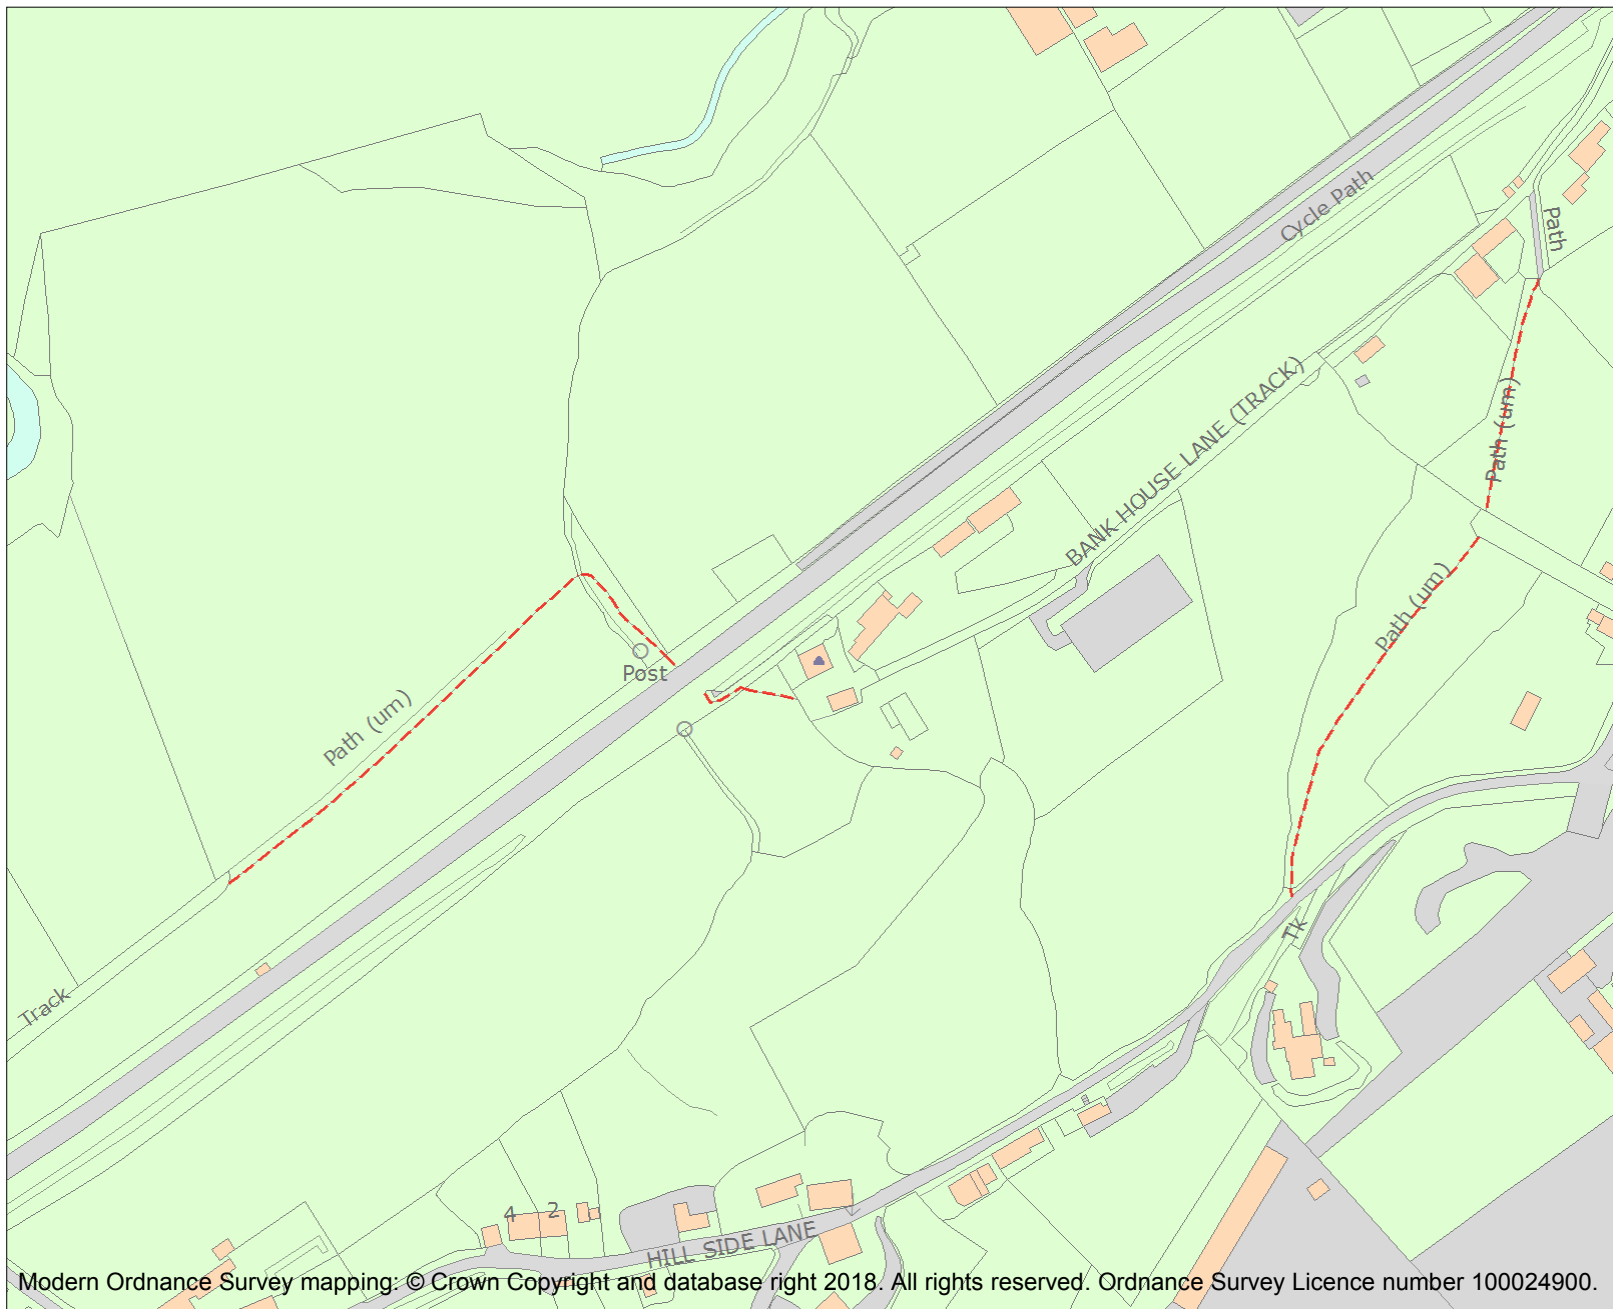 Cycle Path
Path
BANK HOUSE LANE (TRACK)
Path (um)
Path (um)
Post
Path (um)
Tk
Track
4
2
HILL SIDE LANE
Modern Ordnance Survey mapping: © Crown Copyright and database right 2018. All rights reserved. Ordnance Survey Licence number 100024900.